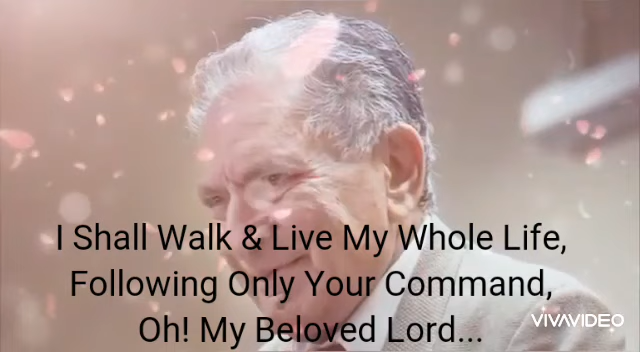 I Shall Walk & Live My Whole Life,
Following Only Your Command,
Oh! My Beloved Lord...
VIVAVIDEO